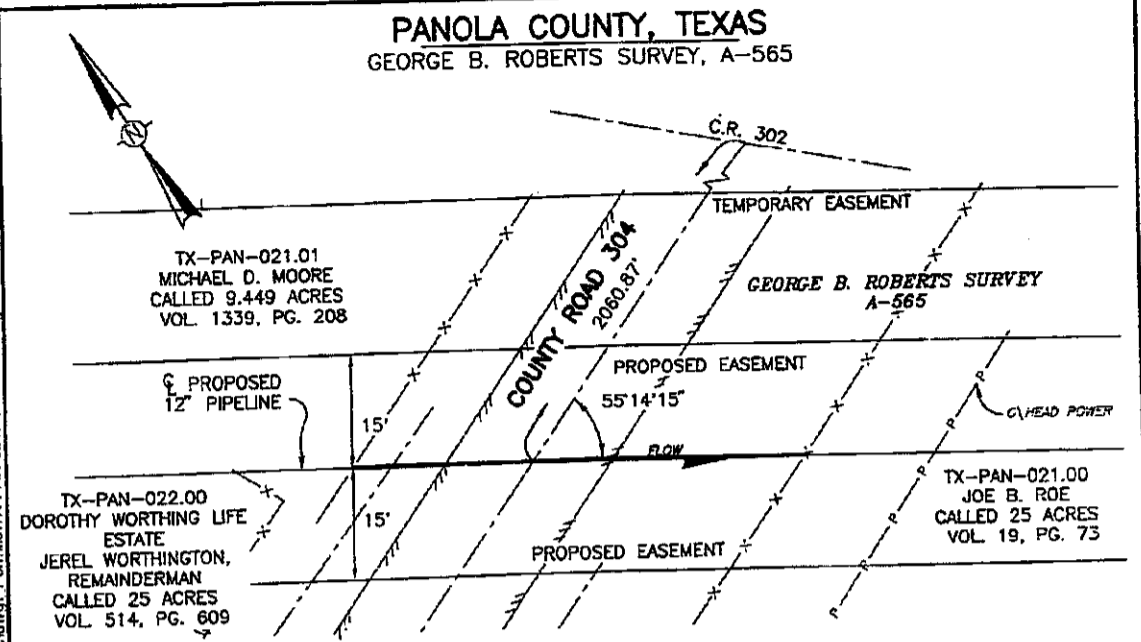 PANOLA COUNTY, TEXAS
GEORGE B. ROBERTS SURVEY, A-565
N
C.R. 302
TEMPORARY EASEMENT
TX-PAN-021.01
MICHAEL D. MOORE
CALLED 9.449 ACRES
VOL. 1339, PG. 208
COUNTY ROAD 304
2060.87'
GEORGE B. ROBERTS SURVEY
A-565
℄ PROPOSED
12" PIPELINE
15'
PROPOSED EASEMENT
55°14'15"
O\HEAD POWER
FLOW
TX-PAN-022.00
DOROTHY WORTHING LIFE
ESTATE
JEREL WORTHINGTON,
REMAINDERMAN
CALLED 25 ACRES
VOL 514, PG. 609
15'
PROPOSED EASEMENT
TX-PAN-021.00
JOE B. ROE
CALLED 25 ACRES
VOL. 19, PG. 73